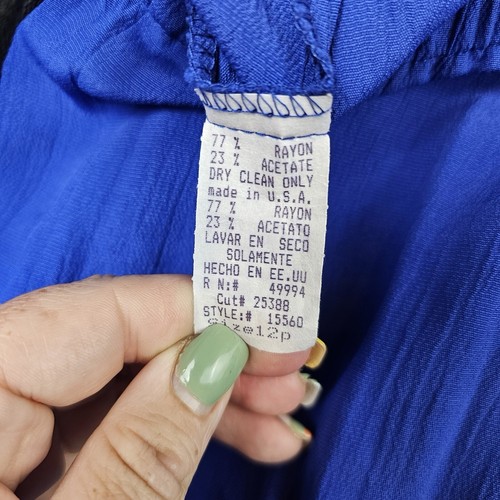 77 % RAYON
23 % ACETATE
DRY CLEAN ONLY
made in U.S.A.
77 % RAYON
23 % ACETATO
LAVAR EN SECO
SOLAMENTE
HECHO EN EE.UU
R N:# 49994
Cut# 25388
STYLE:# 15560
size12p